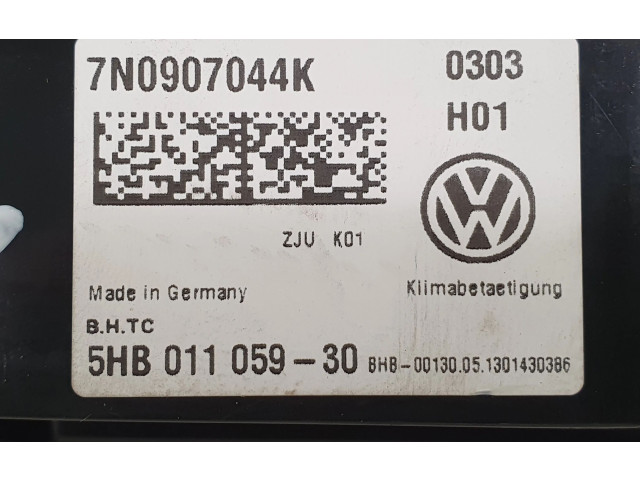 7N0907044K 0303
H01
ZJU K01
Made in Germany Klimabetaetigung
B.H.TC
5HB 011 059-30 BHB-00130.05.1301430386